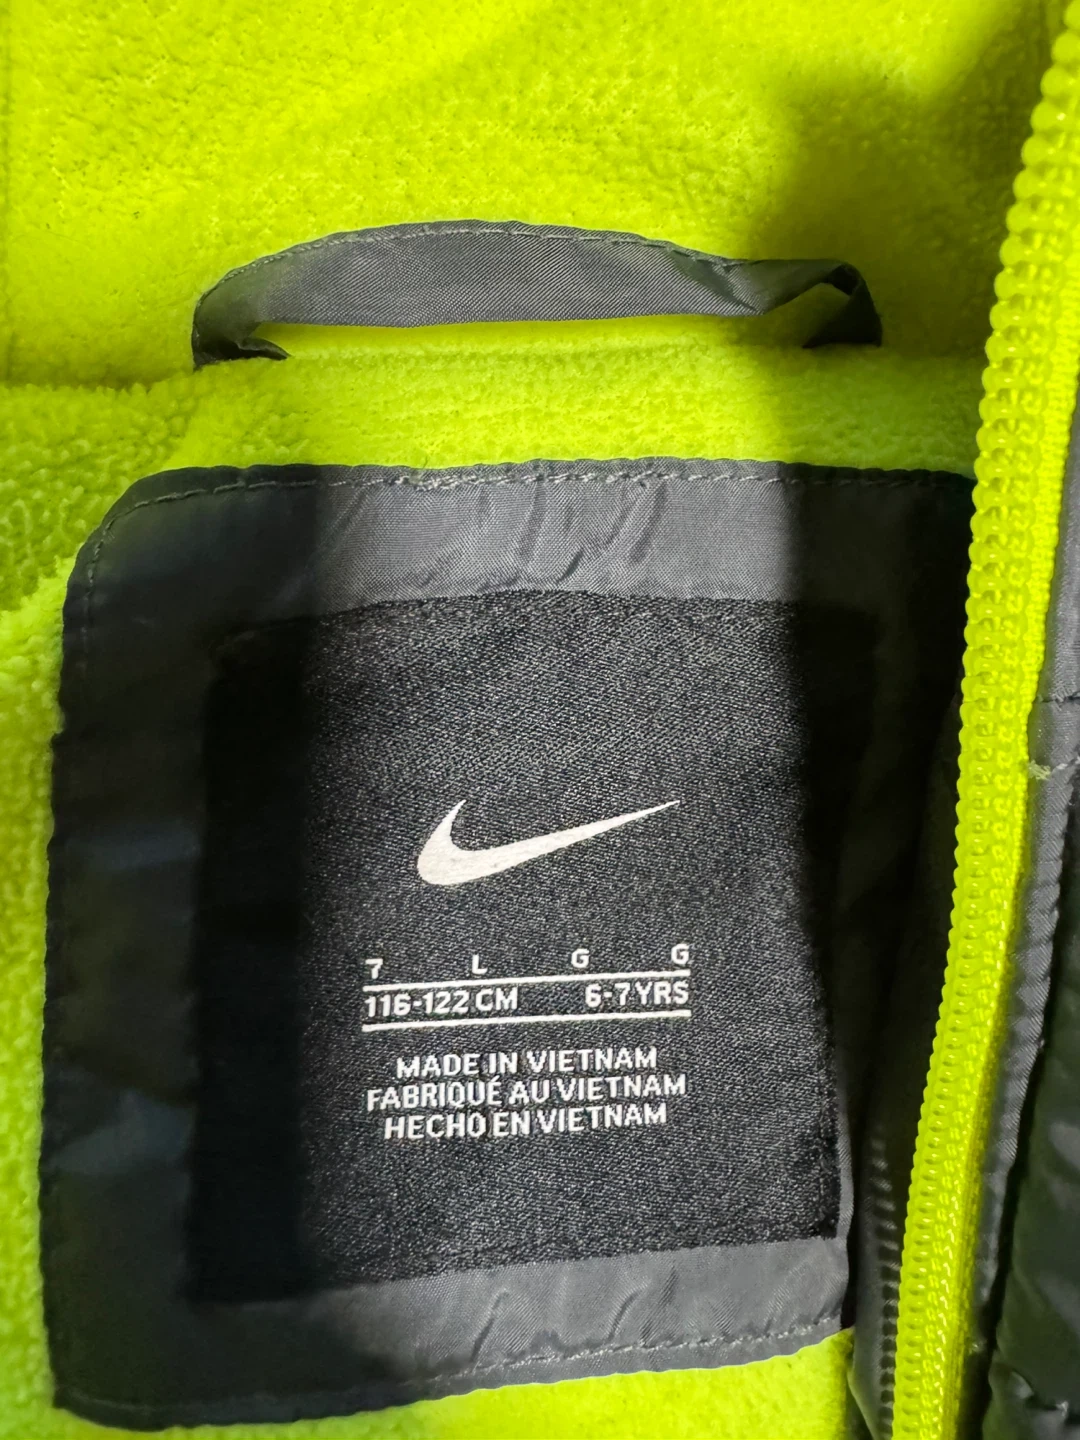 7 L G G
116-122 CM 6-7 YRS
MADE IN VIETNAM
FABRIQUÉ AU VIETNAM
HECHO EN VIETNAM